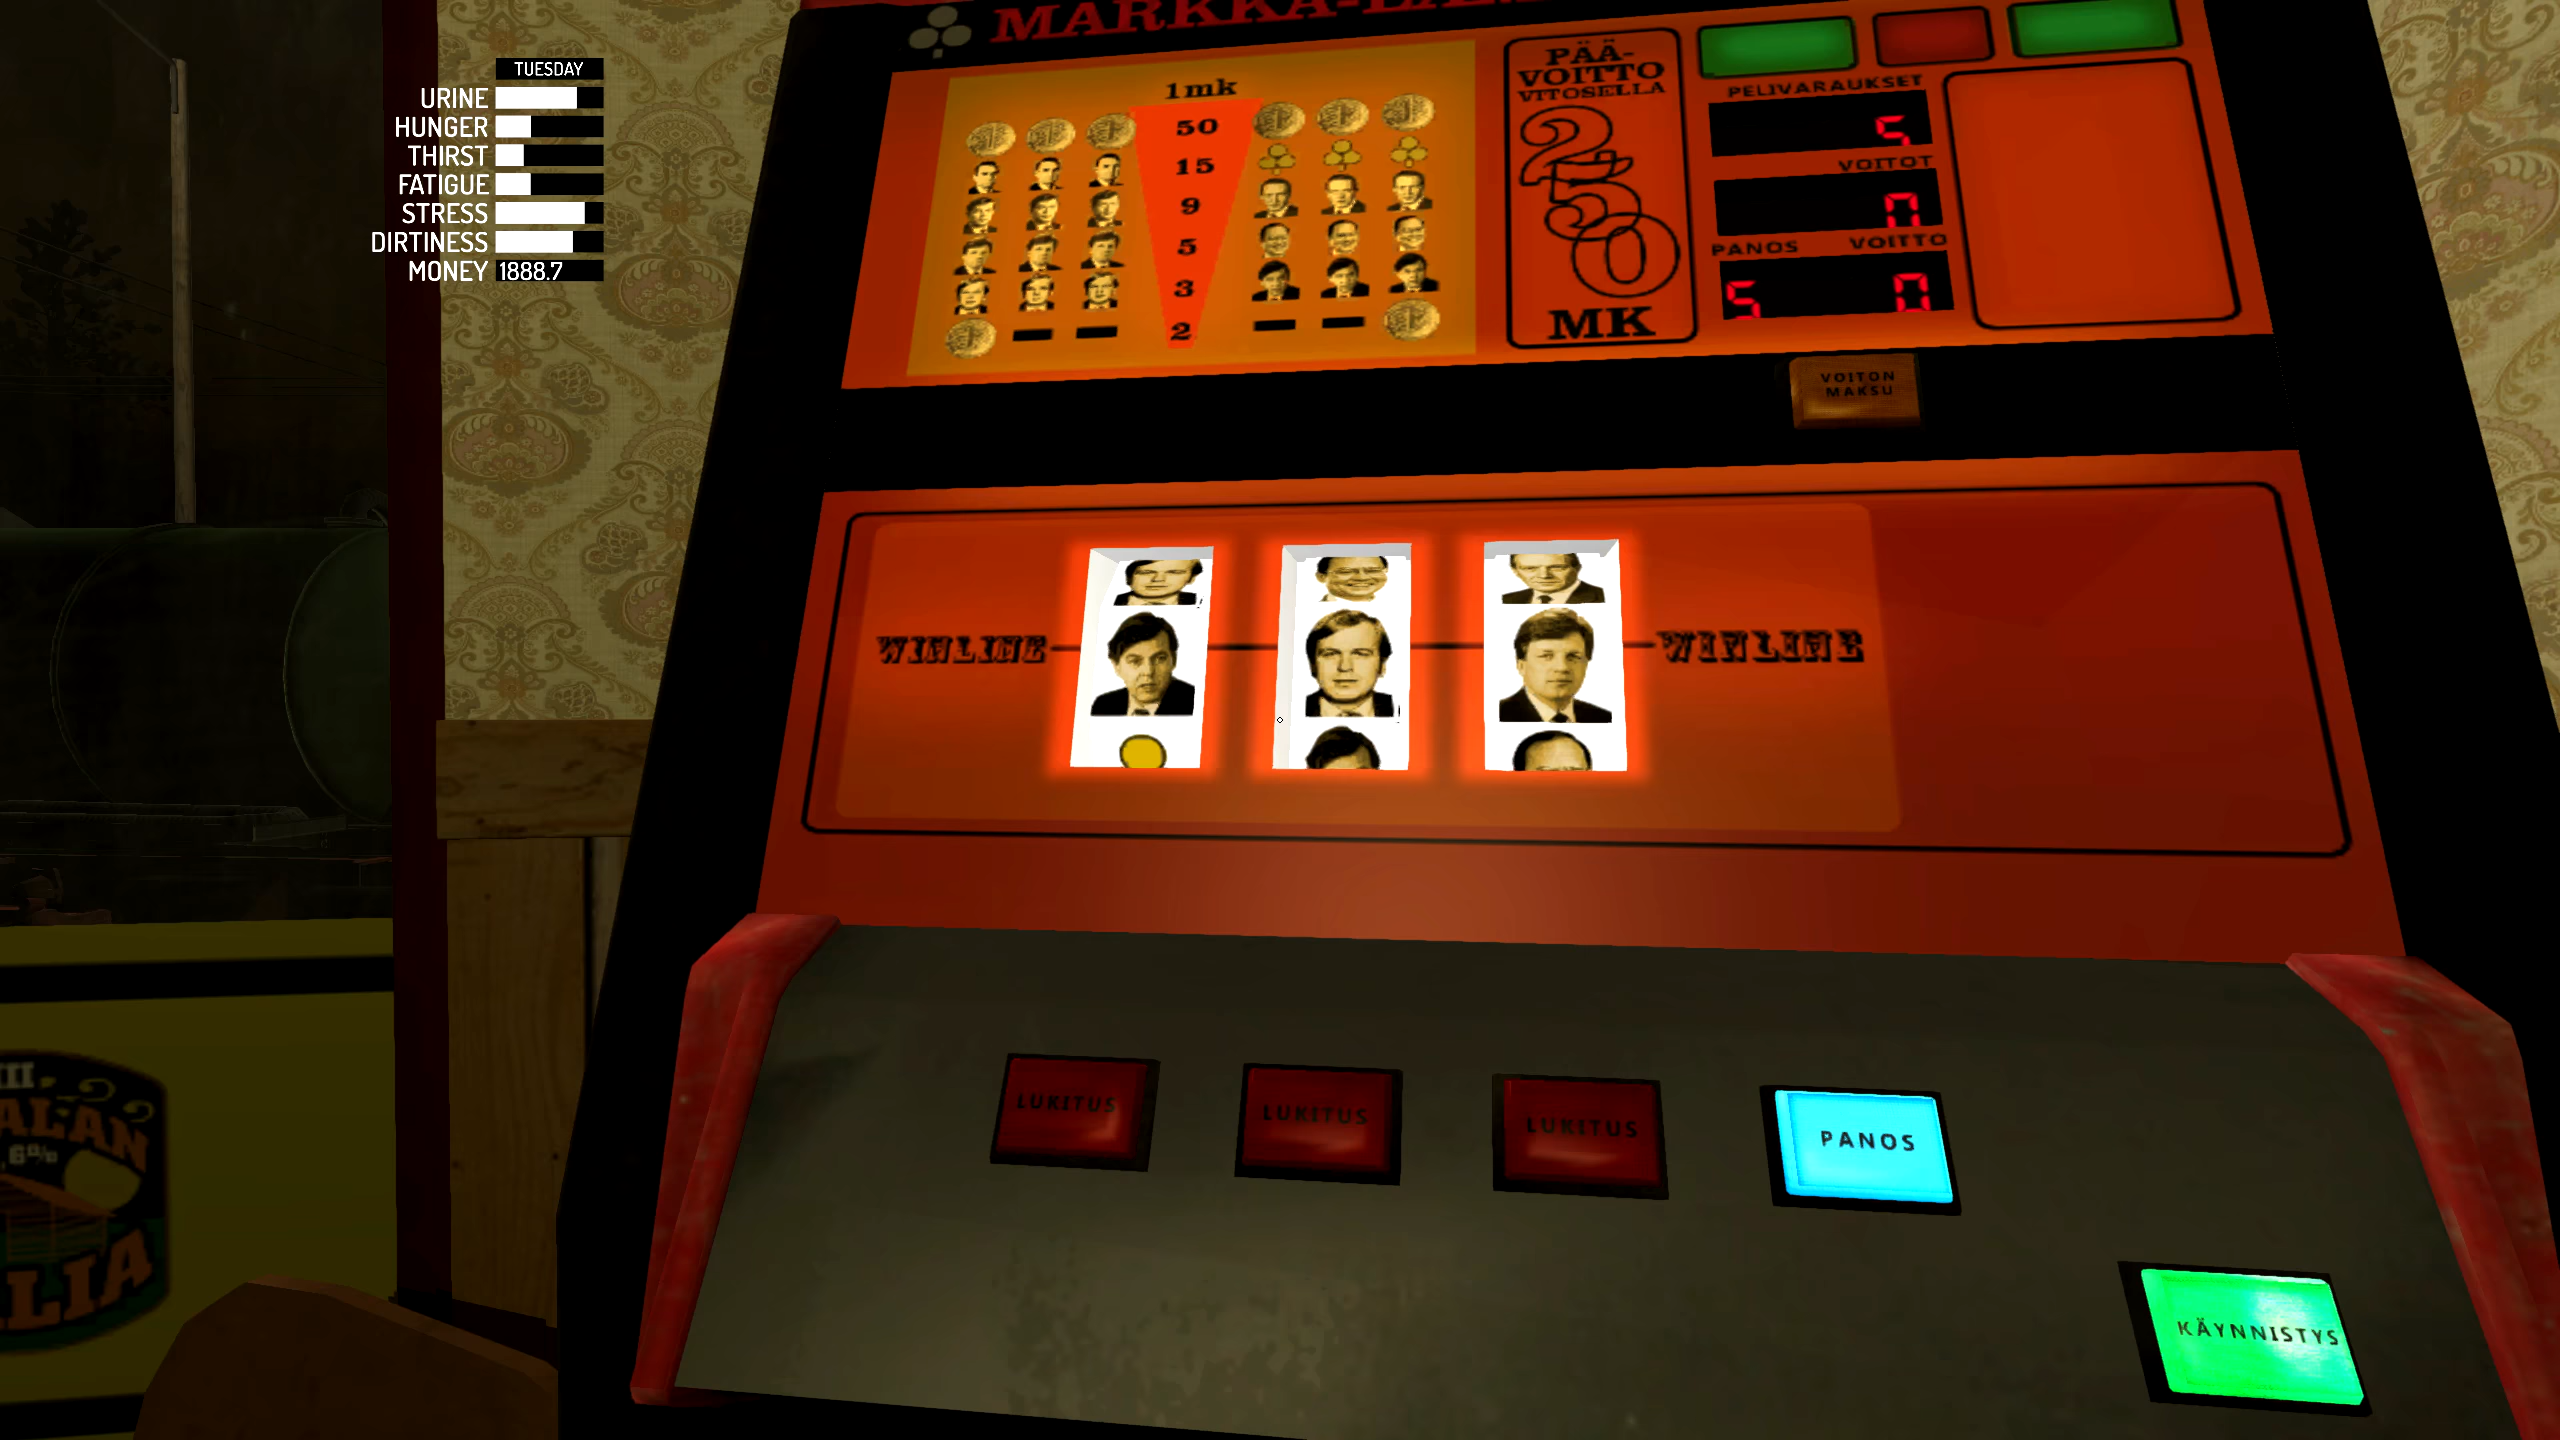 TUESDAY
URINE
HUNGER
THIRST
FATIGUE
STRESS
DIRTINESS
MONEY 1888.7
1mk
50
15
9
5
3
2
PÄÄ-
VOITTO
VITOSELLA
250
MK
PELIVARAUKSET
5
VOITOT
0
PANOS VOITTO
5 0
VOITON
MAKSU
WINLINE WINLINE
LUKITUS LUKITUS LUKITUS PANOS
KÄYNNISTYS